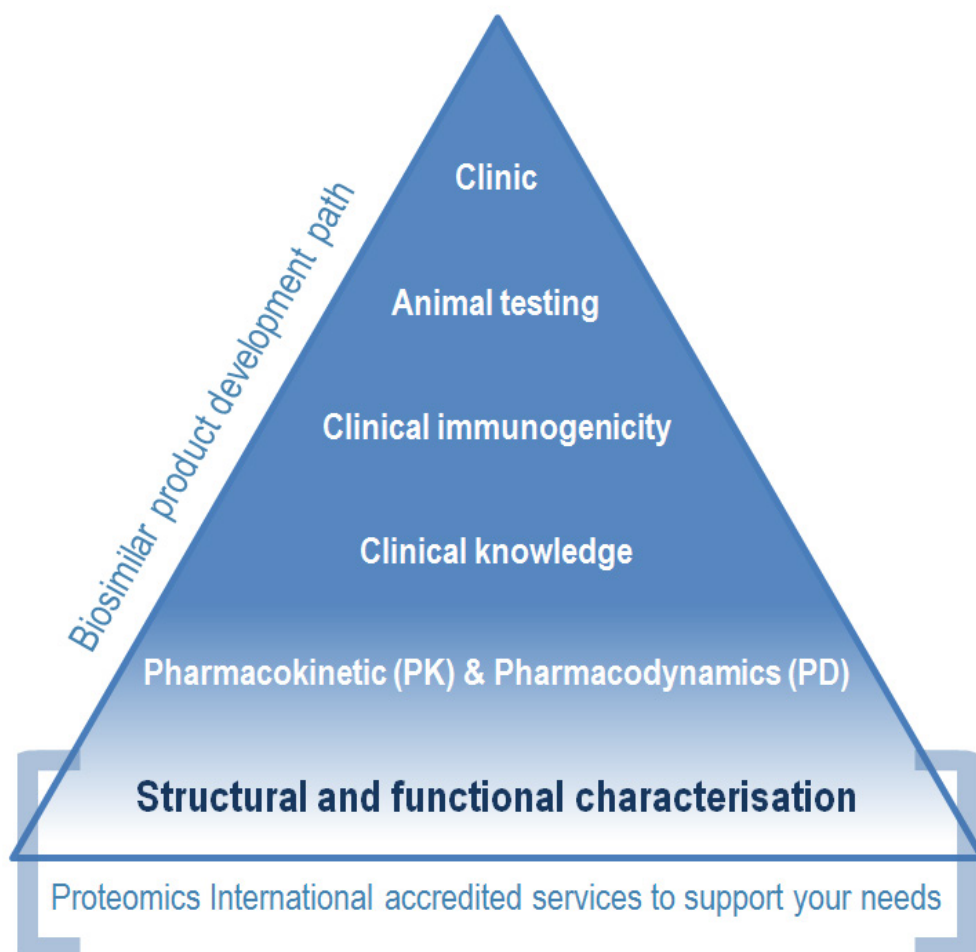 Clinic
Animal testing
Clinical immunogenicity
Clinical knowledge
Pharmacokinetic (PK) & Pharmacodynamics (PD)
Structural and functional characterisation
Biosimilar product development path
Proteomics International accredited services to support your needs